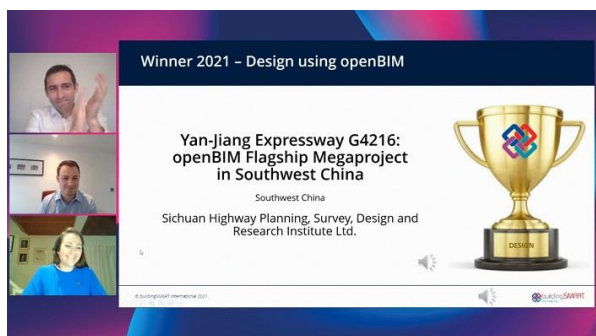 Winner 2021 – Design using openBIM
Yan-Jiang Expressway G4216:
openBIM Flagship Megaproject
in Southwest China
Southwest China
Sichuan Highway Planning, Survey, Design and
Research Institute Ltd.
DESIGN
© buildingSMART International 2021
buildingSMART